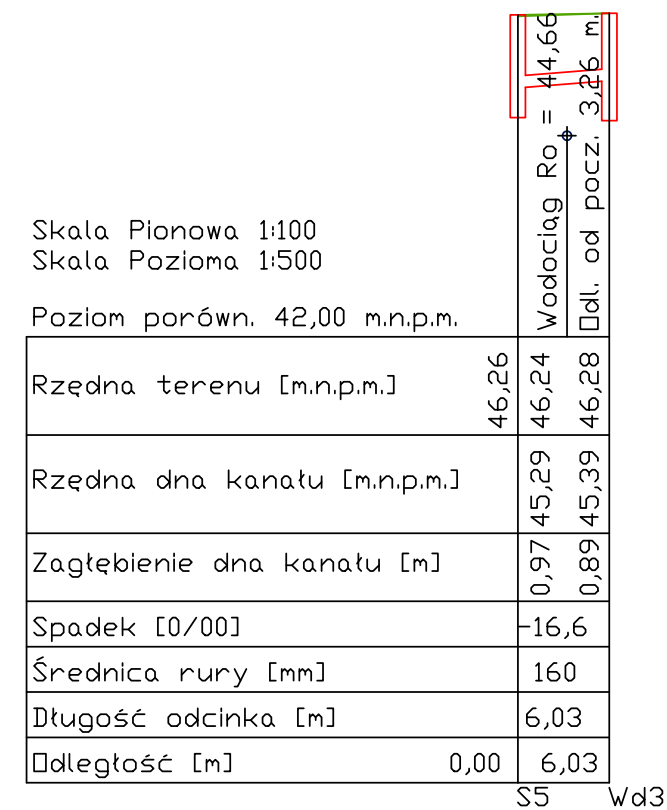 Wodociąg Ro = 44,66
Odl. od pocz. 3,26 m.
Skala Pionowa 1:100
Skala Pozioma 1:500
Poziom porówn. 42,00 m.n.p.m.
Rzędna terenu [m.n.p.m.] 46,26 46,24 46,28
Rzędna dna kanału [m.n.p.m.] 45,29 45,39
Zagłębienie dna kanału [m] 0,97 0,89
Spadek [0/00] -16,6
Średnica rury [mm] 160
Długość odcinka [m] 6,03
Odległość [m] 0,00 6,03
S5 Wd3